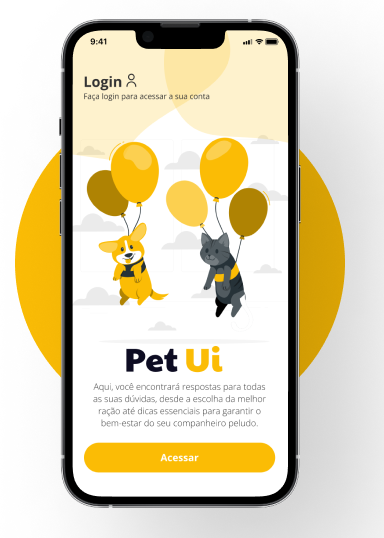 9:41
Login
Faça login para acessar a sua conta
Pet Ui
Aqui, você encontrará respostas para todas
as suas dúvidas, desde a escolha da melhor
ração até dicas essenciais para garantir o
bem-estar do seu companheiro peludo.
Acessar